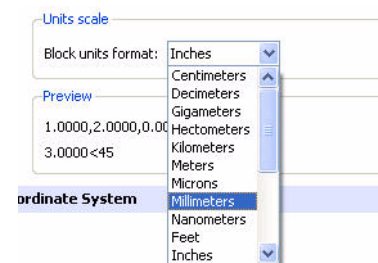 Units scale
Block units format: Inches
Centimeters
Decimeters
Gigameters
Hectometers
Kilometers
Meters
Microns
Millimeters
Nanometers
Feet
Inches
Preview
1.0000,2.0000,0.00
3.0000<45
ordinate System